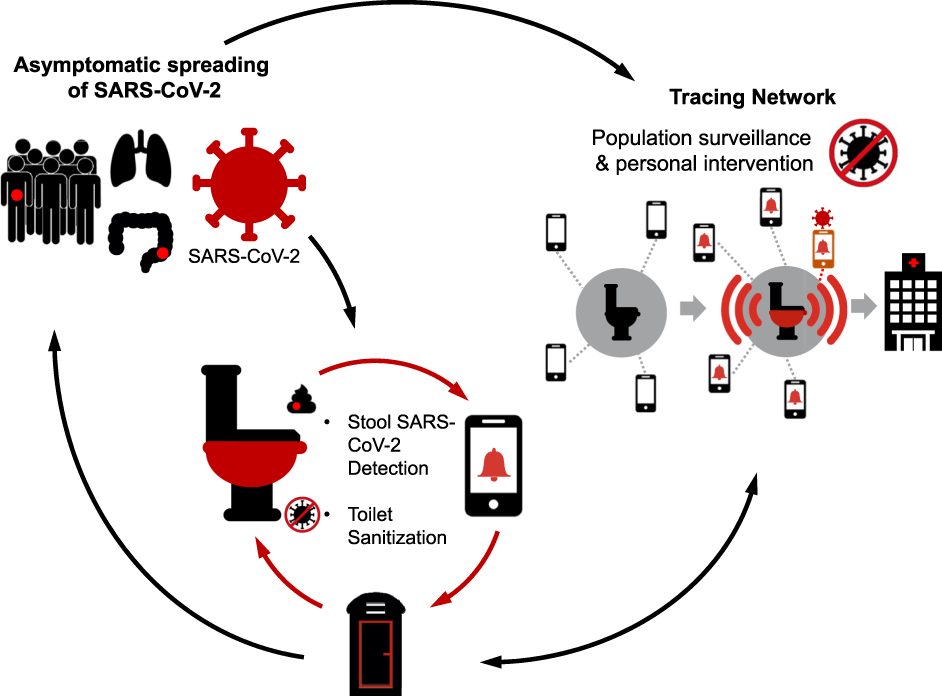 Asymptomatic spreading
of SARS-CoV-2
SARS-CoV-2
Tracing Network
Population surveillance
& personal intervention
• Stool SARS-
CoV-2
Detection
• Toilet
Sanitization